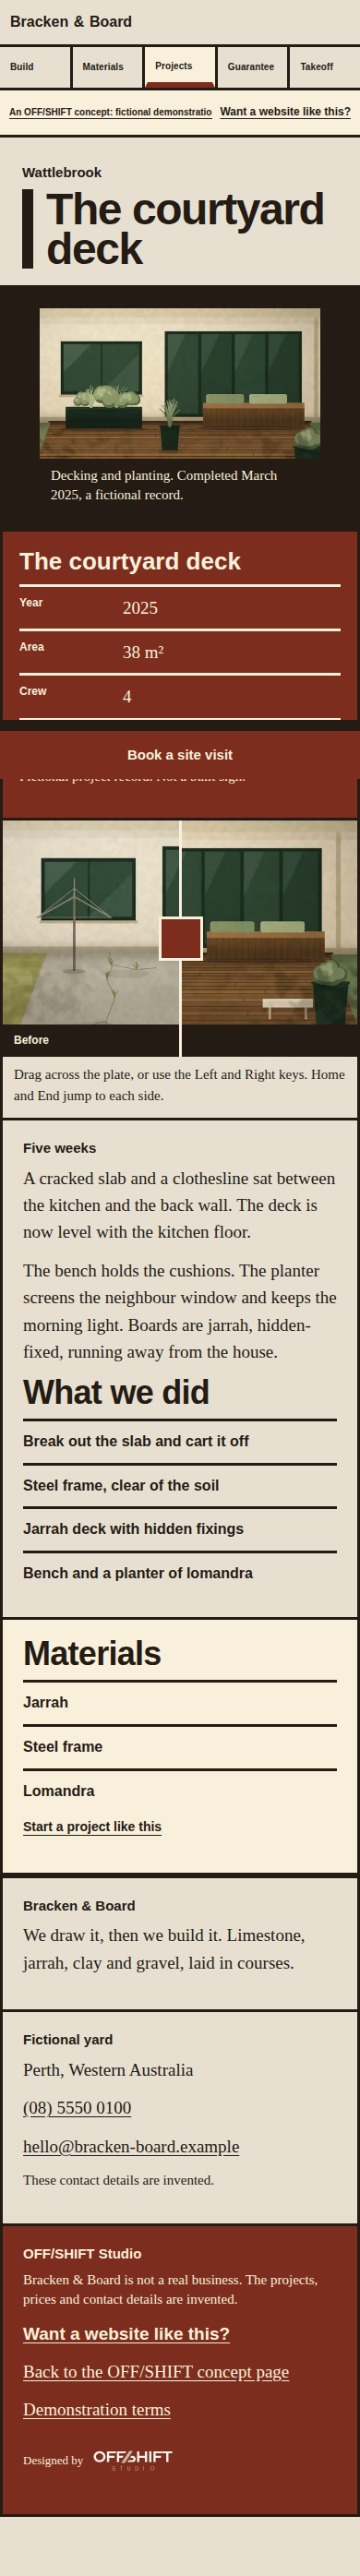 Bracken & Board
Build
Materials
Projects
Guarantee
Takeoff
An OFF/SHIFT concept: fictional demonstratio
Want a website like this?
Wattlebrook
The courtyard
deck
Decking and planting. Completed March
2025, a fictional record.
The courtyard deck
Year
2025
Area
38 m²
Crew
4
Book a site visit
Before
Drag across the plate, or use the Left and Right keys. Home
and End jump to each side.
Five weeks
A cracked slab and a clothesline sat between
the kitchen and the back wall. The deck is
now level with the kitchen floor.
The bench holds the cushions. The planter
screens the neighbour window and keeps the
morning light. Boards are jarrah, hidden-
fixed, running away from the house.
What we did
Break out the slab and cart it off
Steel frame, clear of the soil
Jarrah deck with hidden fixings
Bench and a planter of lomandra
Materials
Jarrah
Steel frame
Lomandra
Start a project like this
Bracken & Board
We draw it, then we build it. Limestone,
jarrah, clay and gravel, laid in courses.
Fictional yard
Perth, Western Australia
(08) 5550 0100
hello@bracken-board.example
These contact details are invented.
OFF/SHIFT Studio
Bracken & Board is not a real business. The projects,
prices and contact details are invented.
Want a website like this?
Back to the OFF/SHIFT concept page
Demonstration terms
Designed by OFF/SHIFT
STUDIO